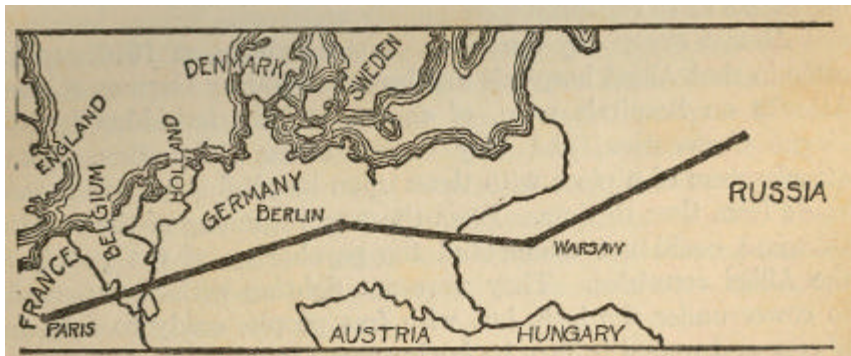 DENMARK
SWEDEN
ENGLAND
HOLLAND
BELGIUM
GERMANY
BERLIN
RUSSIA
WARSAW
FRANCE
PARIS
AUSTRIA
HUNGARY